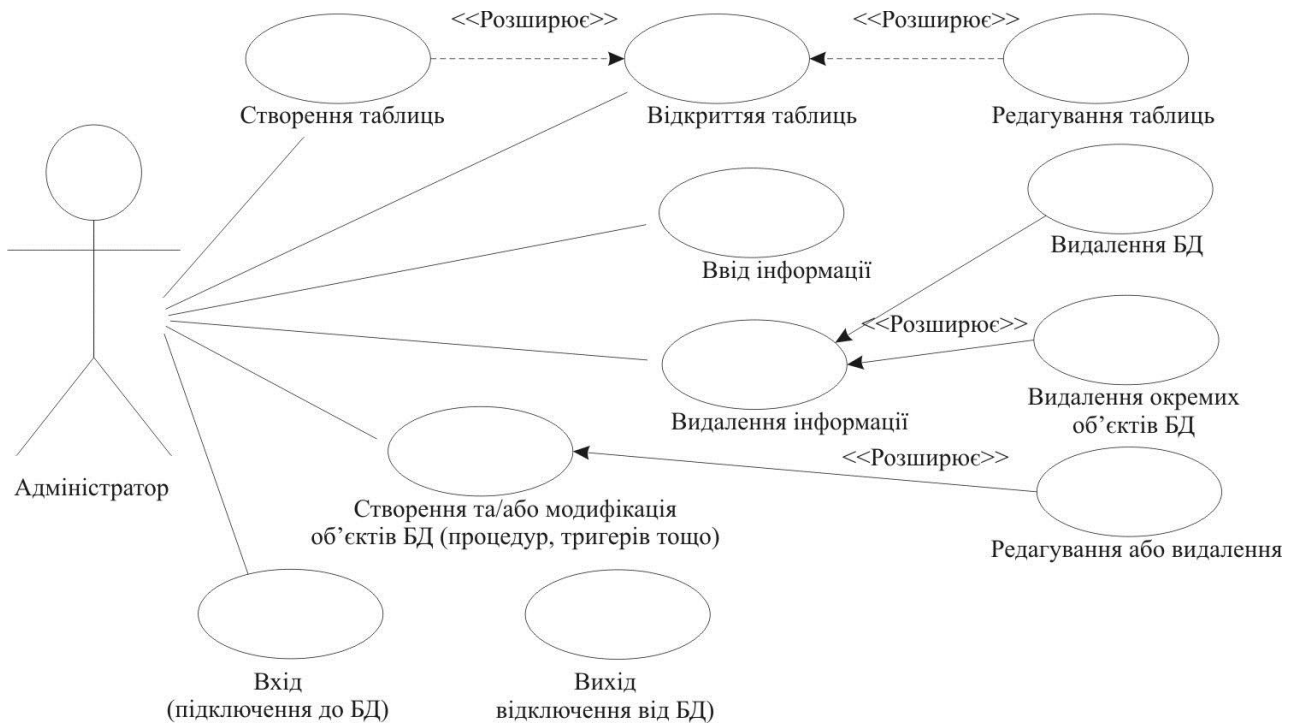 <<Розширює>>
<<Розширює>>
Створення таблиць
Відкриттяя таблиць
Редагування таблиць
Ввід інформації
Видалення БД
<<Розширює>>
Видалення інформації
Видалення окремих
об’єктів БД
<<Розширює>>
Адміністратор
Створення та/або модифікація
об’єктів БД (процедур, тригерів тощо)
Редагування або видалення
Вхід
(підключення до БД)
Вихід
відключення від БД)